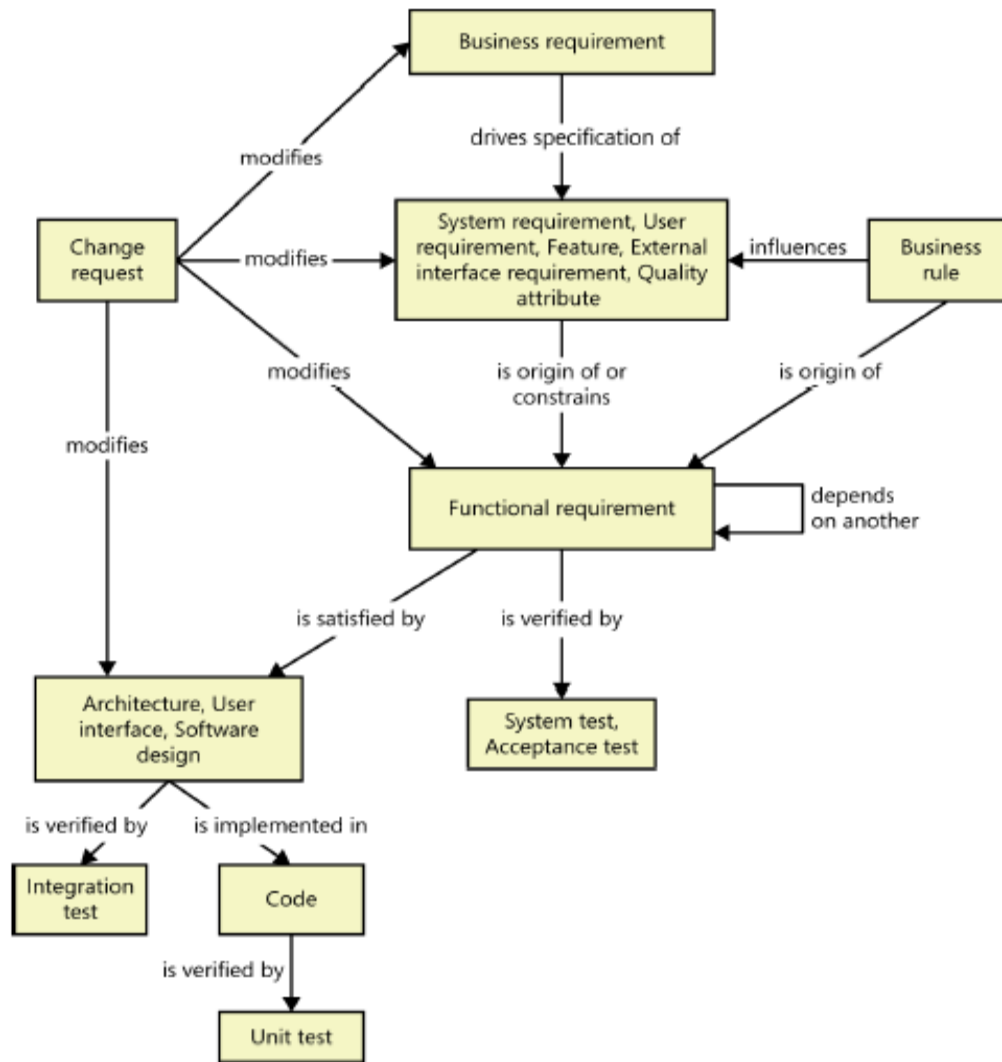 Business requirement
drives specification of
modifies
System requirement, User
requirement, Feature, External
interface requirement, Quality
attribute
Change
request
modifies
influences
Business
rule
modifies
is origin of or
constrains
is origin of
modifies
Functional requirement
depends
on another
is satisfied by
is verified by
Architecture, User
interface, Software
design
System test,
Acceptance test
is verified by
is implemented in
Integration
test
Code
is verified by
Unit test